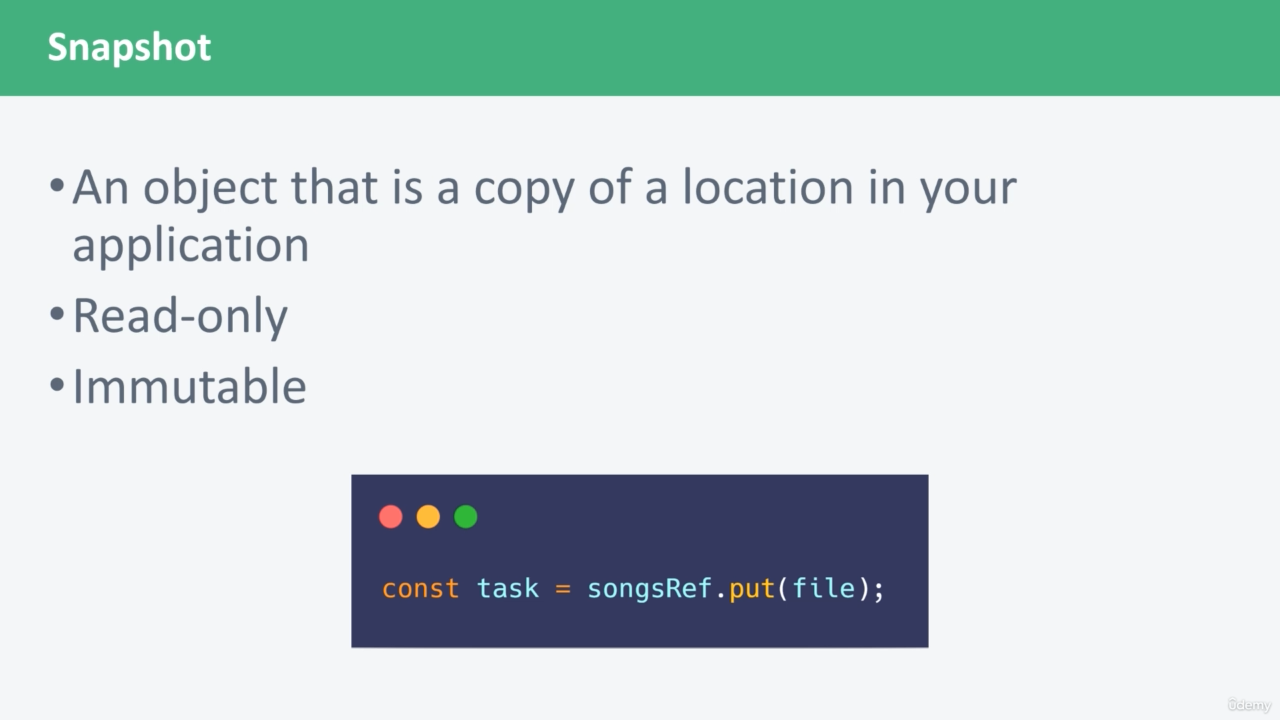 Snapshot
•An object that is a copy of a location in your
application
•Read-only
•Immutable
const task = songsRef.put(file);
ûdemy